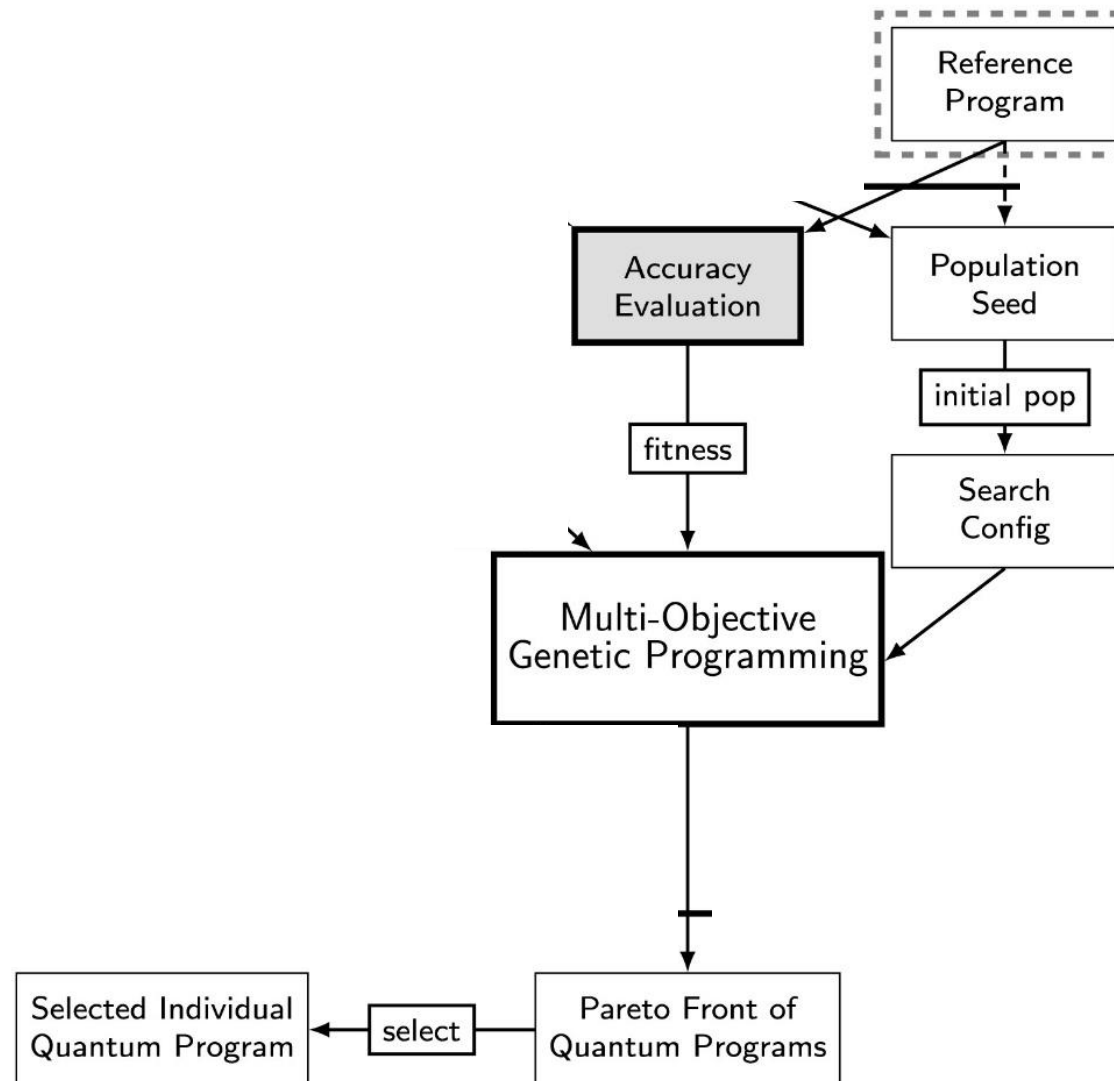 Reference
Program
Accuracy
Evaluation
Population
Seed
initial pop
fitness
Search
Config
Multi-Objective
Genetic Programming
Selected Individual
Quantum Program
select
Pareto Front of
Quantum Programs